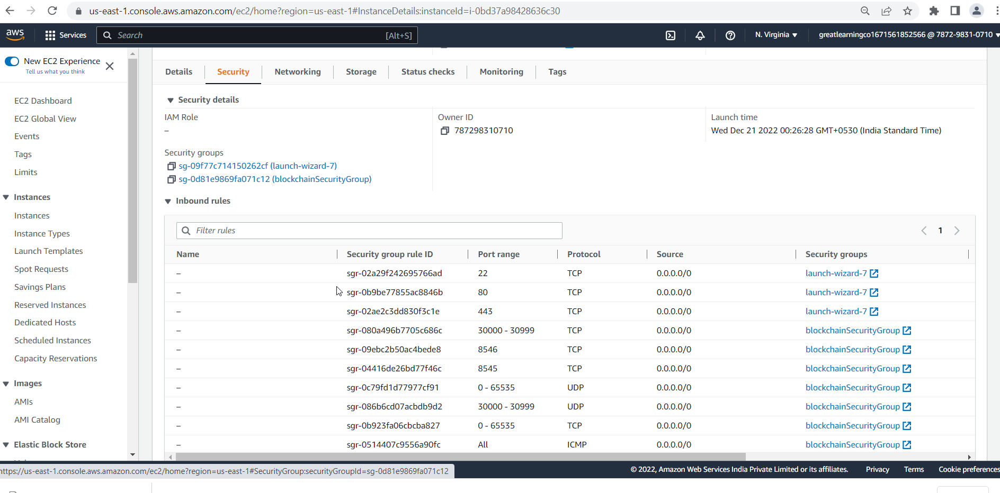 us-east-1.console.aws.amazon.com/ec2/home?region=us-east-1#InstanceDetails:instanceId=i-0bd37a98428636c30
aws
Services
Search
[Alt+S]
N. Virginia
greatlearningco1671561852566 @ 7872-9831-0710
New EC2 Experience
Tell us what you think
EC2 Dashboard
EC2 Global View
Events
Tags
Limits
Instances
Instances
Instance Types
Launch Templates
Spot Requests
Savings Plans
Reserved Instances
Dedicated Hosts
Scheduled Instances
Capacity Reservations
Images
AMIs
AMI Catalog
Elastic Block Store
Details Security Networking Storage Status checks Monitoring Tags
Security details
IAM Role
–
Owner ID
787298310710
Launch time
Wed Dec 21 2022 00:26:28 GMT+0530 (India Standard Time)
Security groups
sg-09f77c714150262cf (launch-wizard-7)
sg-0d81e9869fa071c12 (blockchainSecurityGroup)
Inbound rules
Filter rules
1
Name Security group rule ID Port range Protocol Source Security groups
– sgr-02a29f242695766ad 22 TCP 0.0.0.0/0 launch-wizard-7
– sgr-0b9be77855ac8846b 80 TCP 0.0.0.0/0 launch-wizard-7
– sgr-02ae2c3dd830f3c1e 443 TCP 0.0.0.0/0 launch-wizard-7
– sgr-080a496b7705c686c 30000 - 30999 TCP 0.0.0.0/0 blockchainSecurityGroup
– sgr-09ebc2b50ac4bede8 8546 TCP 0.0.0.0/0 blockchainSecurityGroup
– sgr-04416de26bd77f46c 8545 TCP 0.0.0.0/0 blockchainSecurityGroup
– sgr-0c79fd1d77977cf91 0 - 65535 UDP 0.0.0.0/0 blockchainSecurityGroup
– sgr-086b6cd07acbdb9d2 30000 - 30999 UDP 0.0.0.0/0 blockchainSecurityGroup
– sgr-0b923fa06cbcba827 0 - 65535 TCP 0.0.0.0/0 blockchainSecurityGroup
– sgr-0514407c9556a90fc All ICMP 0.0.0.0/0 blockchainSecurityGroup
https://us-east-1.console.aws.amazon.com/ec2/home?region=us-east-1#SecurityGroup:securityGroupId=sg-0d81e9869fa071c12
© 2022, Amazon Web Services India Private Limited or its affiliates.
Privacy
Terms
Cookie preferences